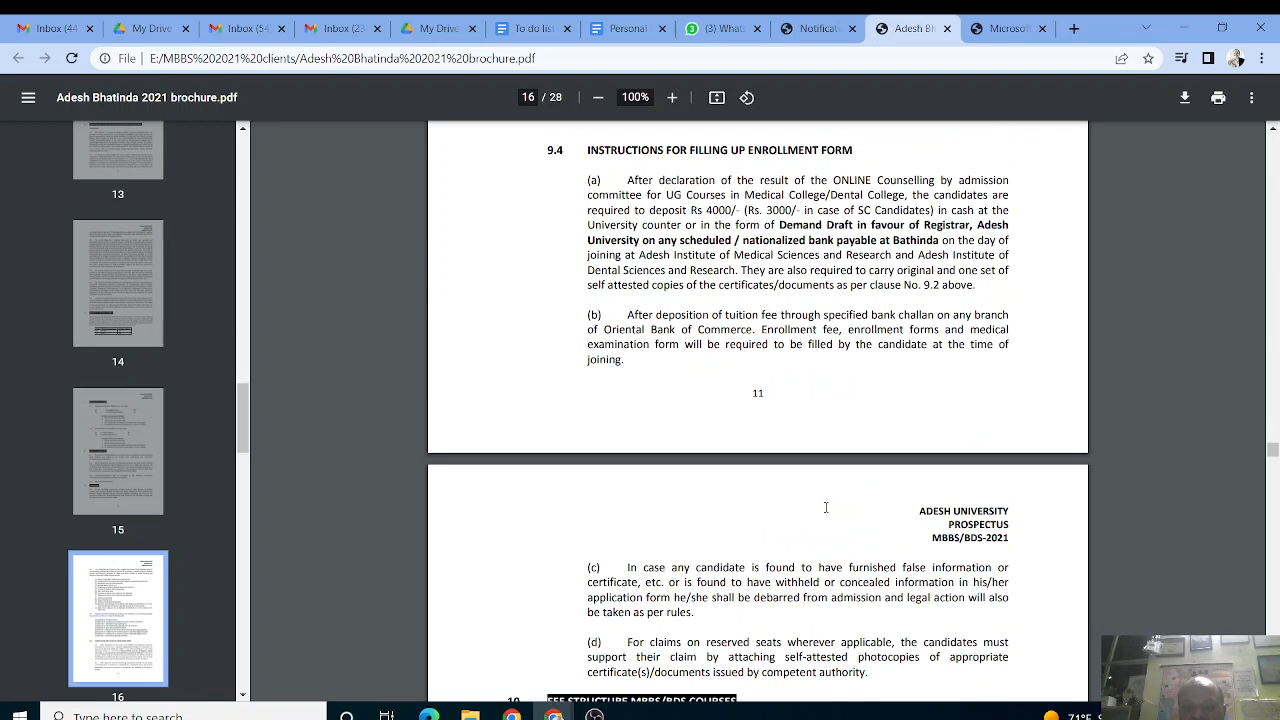 Inbox (44
My Drive
Inbox (54
Inbox (23
My Drive
To do list
Personal
(3) Whats
Notificatio
Adesh Bh
Microsoft
File E:/MBBS%202021%20clients/Adesh%20Bhatinda%202021%20brochure.pdf
Adesh Bhatinda 2021 brochure.pdf
16 / 28
100%
13
14
15
16
9.4 INSTRUCTIONS FOR FILLING UP ENROLLMENT FORM
(a) After declaration of the result of the ONLINE Counselling by admission
committee for UG Courses in Medical College/Dental College, the candidates are
required to deposit Rs 4000/- (Rs. 3000/- in case of SC Candidates) in cash at the
University counter or in the form of Demand Draft in favour of Registrar, Adesh
University on any scheduled / nationalized bank payable at Bathinda on the day of
joining at Adesh Institute of Medical Sciences and Research and Adesh Institute of
Dental Sciences and Research. They are also required to carry original and one set of
self attested copies of the certificates/documents as per clause No. 9.2 above.
(b) After deposition of tuition fee through specified bank challan on any branch
of Oriental Bank of Commerce. Enrollment fee, enrollment forms and medical
examination form will be required to be filled by the candidate at the time of
joining.
11
ADESH UNIVERSITY
PROSPECTUS
MBBS/BDS-2021
(c) In case any candidate is found to have furnished false information or
certificate, etc. or is found to have withheld or concealed information in his/her
application form he/she shall be debarred from admission and legal action will also
be taken as per rules.
(d) For claims on reserved seats wherever applicable, the candidates must
support their claim by attaching self-attested photocopies of appropriate
certificate(s)/documents issued by competent authority.
10 FEE STRUCTURE MBBS/BDS COURSES
Type here to search
71°F